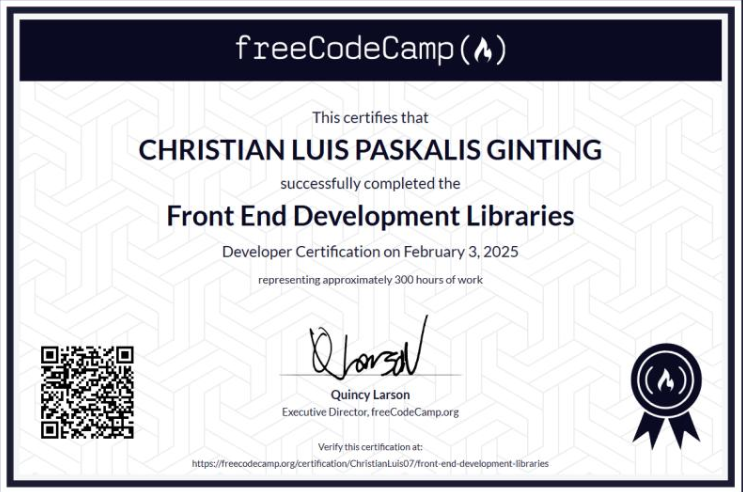 freeCodeCamp(🔥)
This certifies that
CHRISTIAN LUIS PASKALIS GINTING
successfully completed the
Front End Development Libraries
Developer Certification on February 3, 2025
representing approximately 300 hours of work
Q Larson
Quincy Larson
Executive Director, freeCodeCamp.org
Verify this certification at:
https://freecodecamp.org/certification/ChristianLuis07/front-end-development-libraries